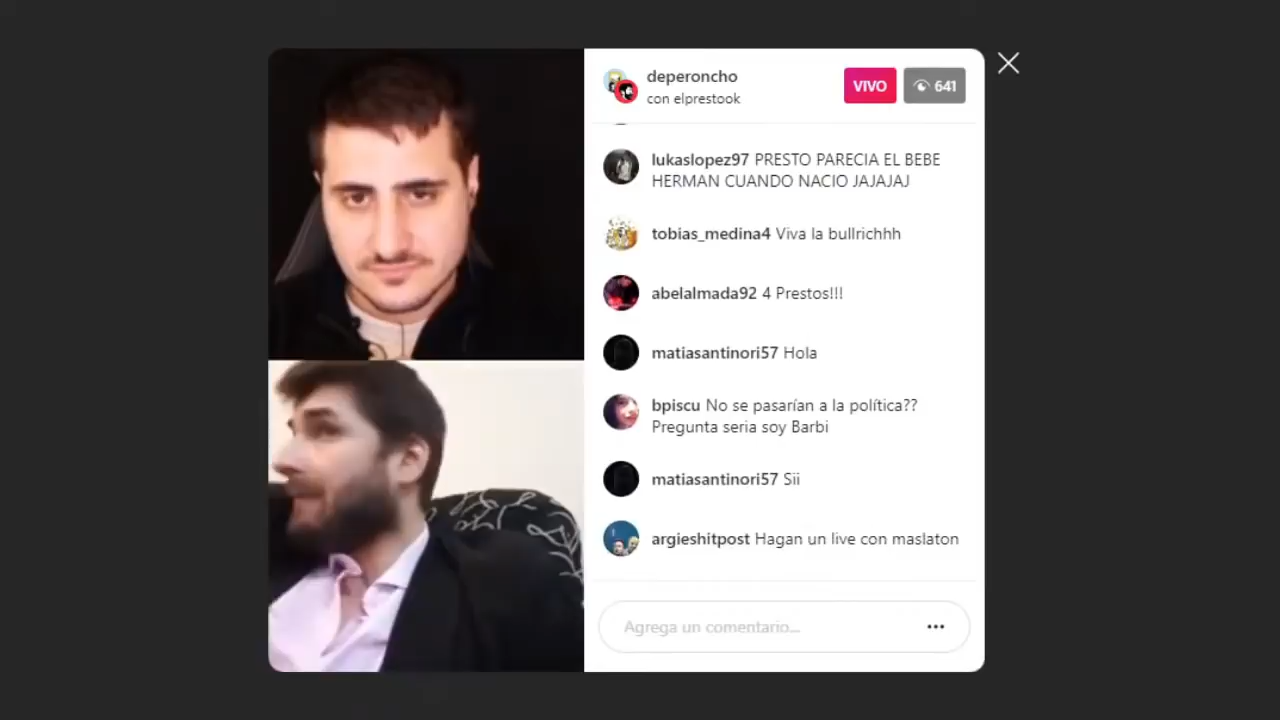 deperoncho
con elprestook
VIVO
641
lukaslopez97 PRESTO PARECIA EL BEBE
HERMAN CUANDO NACIO JAJAJAJ
tobias_medina4 Viva la bullrichhh
abelalmada92 4 Prestos!!!
matiasantinori57 Hola
bpiscu No se pasarían a la política??
Pregunta seria soy Barbi
matiasantinori57 Sii
argieshitpost Hagan un live con maslaton
Agrega un comentario...